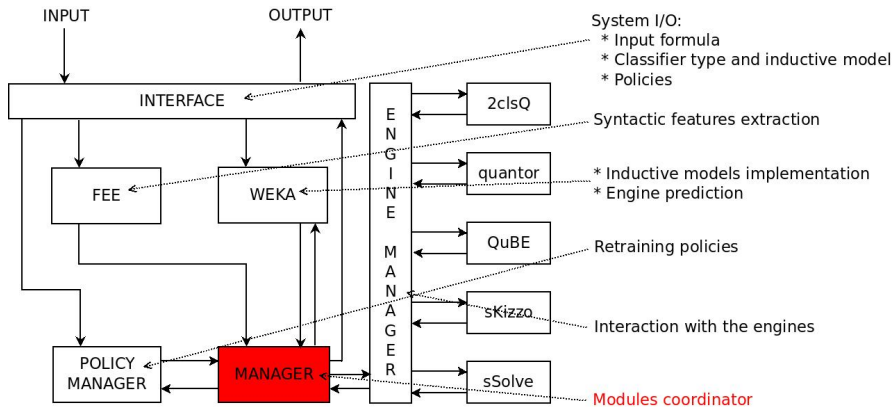 INPUT
OUTPUT
System I/O:
* Input formula
* Classifier type and inductive model
* Policies
INTERFACE
ENGINE MANAGER
2clsQ
Syntactic features extraction
FEE
WEKA
quantor
* Inductive models implementation
* Engine prediction
QuBE
Retraining policies
sKizzo
Interaction with the engines
POLICY
MANAGER
MANAGER
sSolve
Modules coordinator